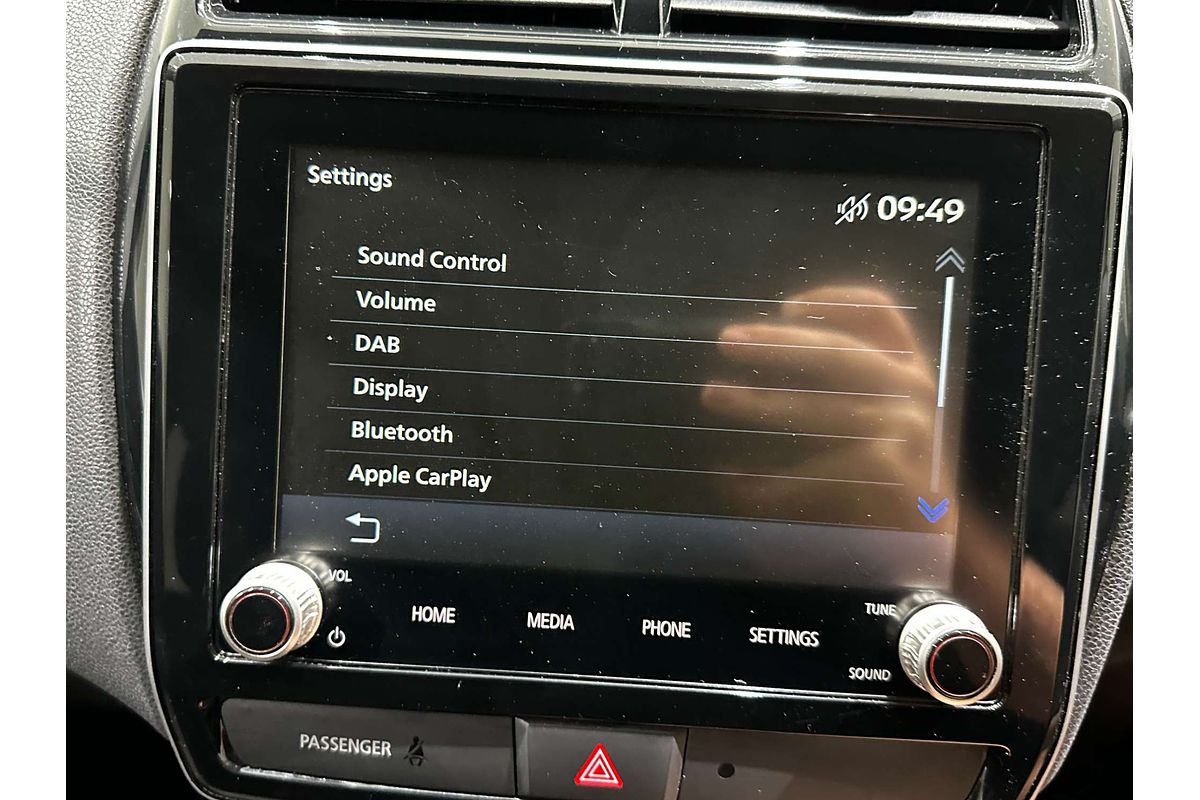 Settings
09:49
Sound Control
Volume
DAB
Display
Bluetooth
Apple CarPlay
VOL
HOME
MEDIA
PHONE
SETTINGS
TUNE
SOUND
PASSENGER